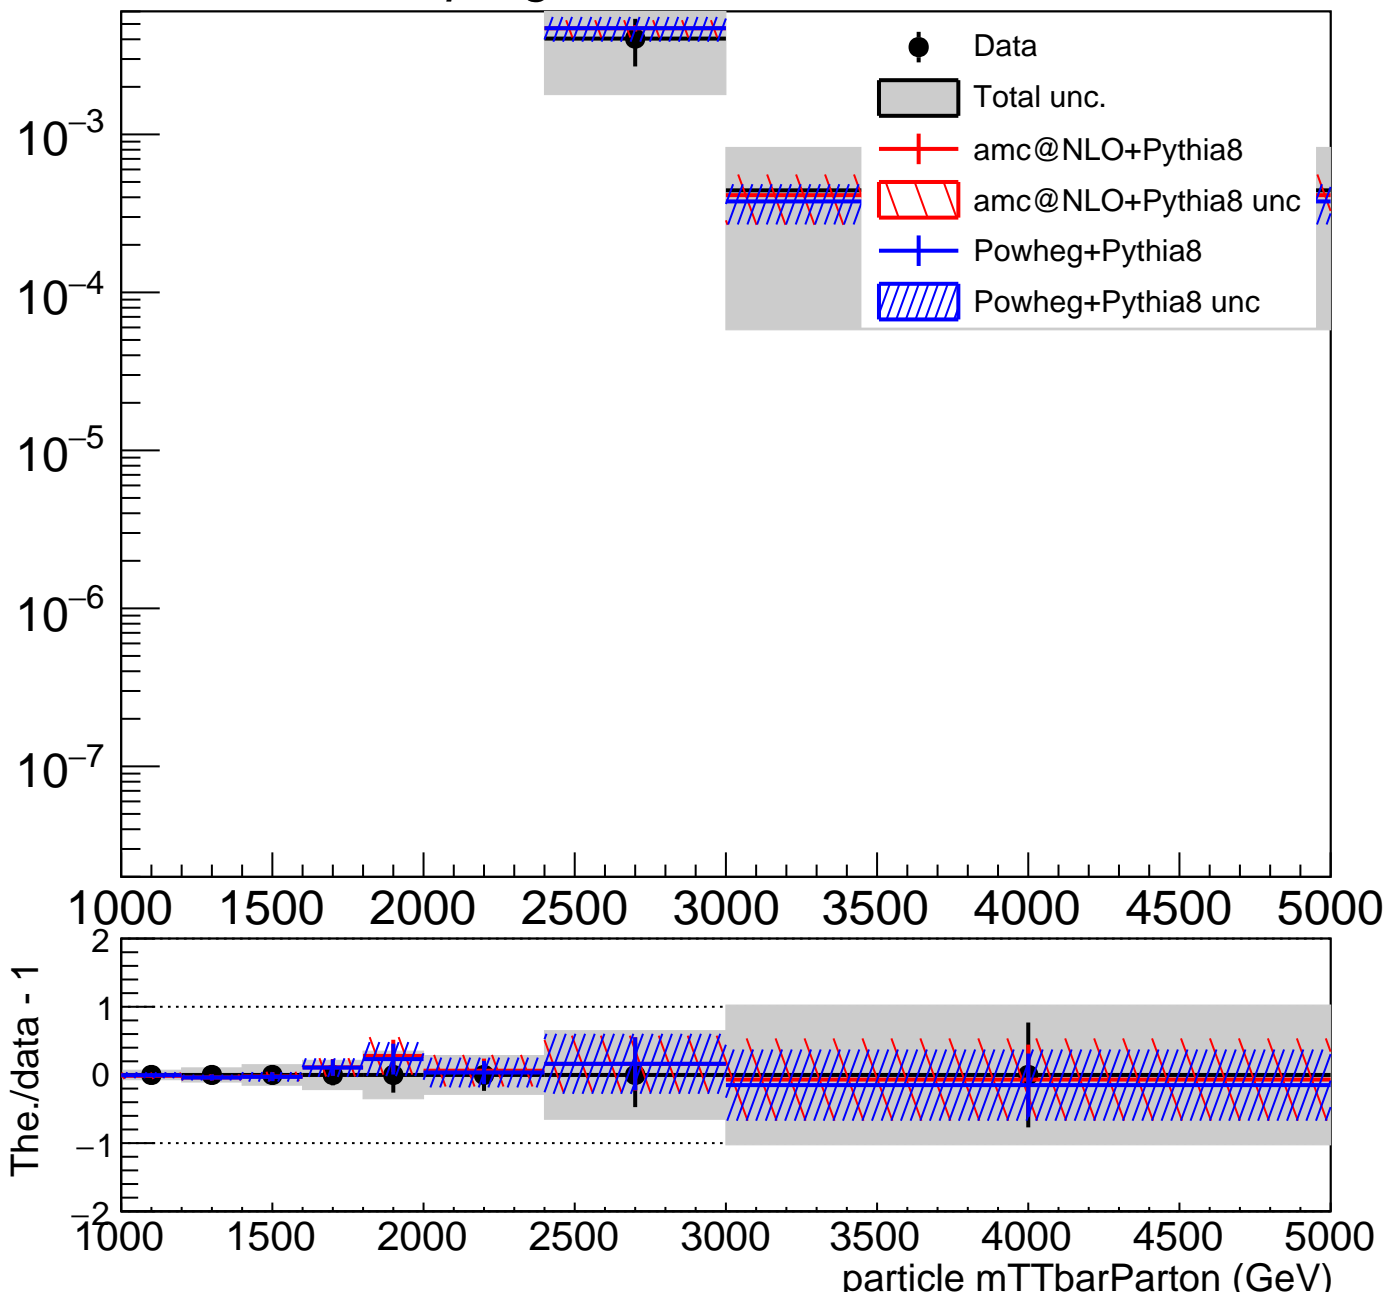 Data
Total unc.
amc@NLO+Pythia8
amc@NLO+Pythia8 unc
Powheg+Pythia8
Powheg+Pythia8 unc
10−3
10−4
10−5
10−6
10−7
1000 1500 2000 2500 3000 3500 4000 4500 5000
The./data - 1
2
1
0
−1
−2
1000 1500 2000 2500 3000 3500 4000 4500 5000
particle mTTbarParton (GeV)